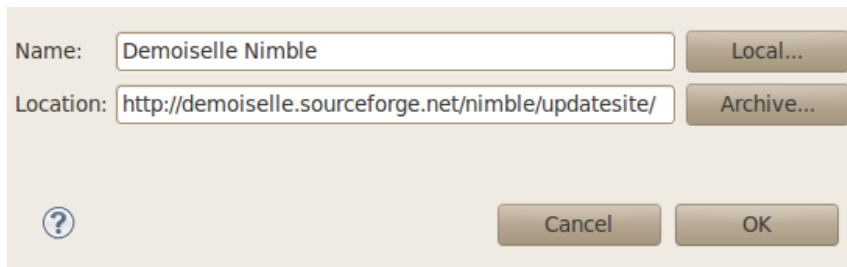 Name: Demoiselle Nimble Local...
Location: http://demoiselle.sourceforge.net/nimble/updatesite/ Archive...
? Cancel OK